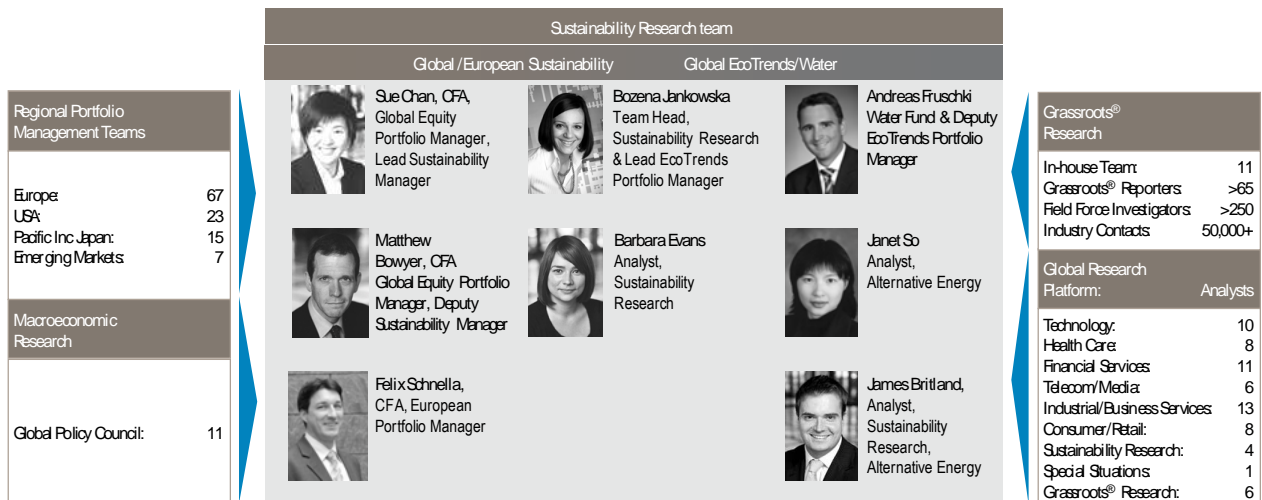 Sustainability Research team
Global / European Sustainability
Global EcoTrends/Water
Regional Portfolio
Management Teams
Europe: 67
USA: 23
Pacific Inc Japan: 15
Emerging Markets: 7
Macroeconomic
Research
Global Policy Council: 11
Sue Chan, CFA,
Global Equity
Portfolio Manager,
Lead Sustainability
Manager
Bozena Jankowska
Team Head,
Sustainability Research
& Lead EcoTrends
Portfolio Manager
Andreas Fruschki
Water Fund & Deputy
EcoTrends Portfolio
Manager
Matthew
Bowyer, CFA
Global Equity Portfolio
Manager, Deputy
Sustainability Manager
Barbara Evans
Analyst,
Sustainability
Research
Janet So
Analyst,
Alternative Energy
Felix Schnella,
CFA, European
Portfolio Manager
James Britland,
Analyst,
Sustainability
Research,
Alternative Energy
Grassroots®
Research
In-house Team: 11
Grassroots® Reporters: >65
Field Force Investigators: >250
Industry Contacts: 50,000+
Global Research
Platform: Analysts
Technology: 10
Health Care: 8
Financial Services: 11
Telecom/Media: 6
Industrial/Business Services: 13
Consumer/Retail: 8
Sustainability Research: 4
Special Situations: 1
Grassroots® Research: 6